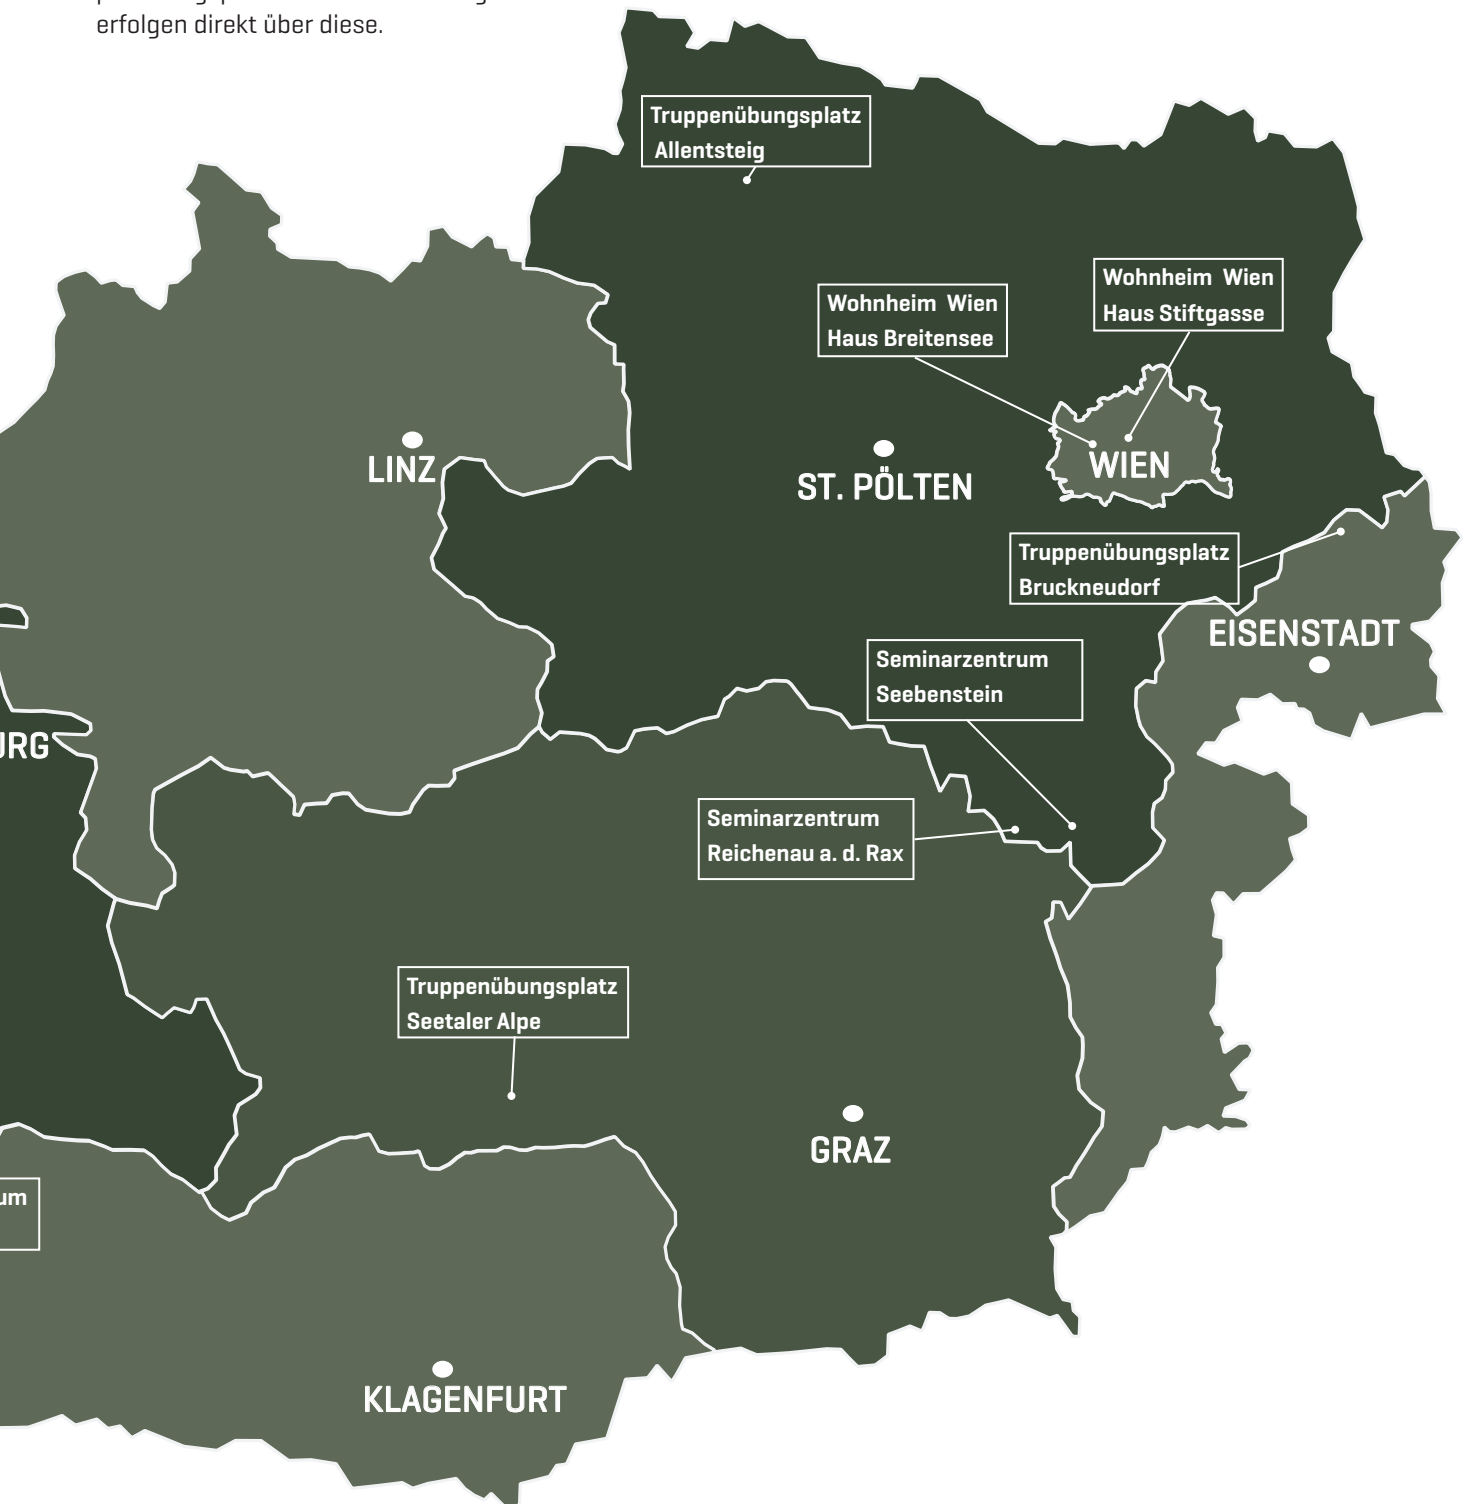 erfolgen direkt über diese.
Truppenübungsplatz
Allentsteig
Wohnheim Wien
Haus Stiftgasse
Wohnheim Wien
Haus Breitensee
LINZ
ST. PÖLTEN
WIEN
Truppenübungsplatz
Bruckneudorf
EISENSTADT
Seminarzentrum
Seebenstein
URG
Seminarzentrum
Reichenau a. d. Rax
Truppenübungsplatz
Seetaler Alpe
GRAZ
um
KLAGENFURT